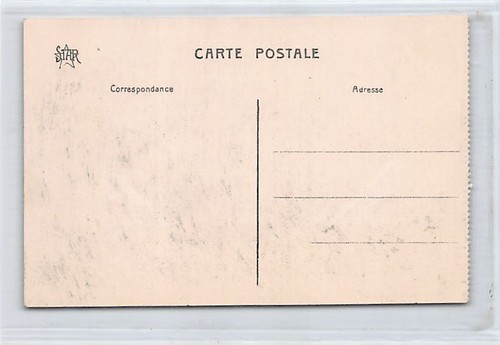 STAR
CARTE POSTALE
Correspondance
Adresse